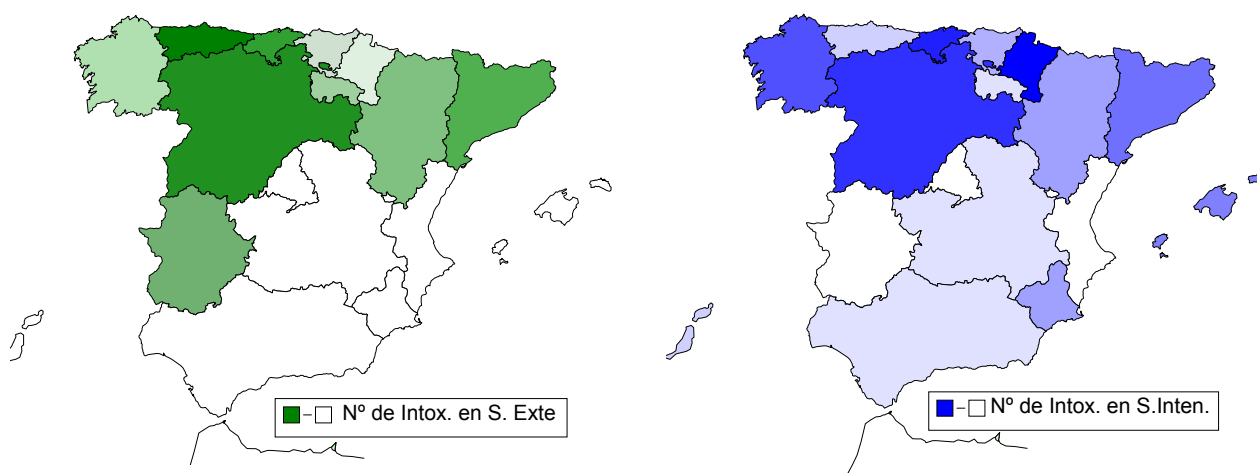 Nº de Intox. en S. Exte
Nº de Intox. en S.Inten.